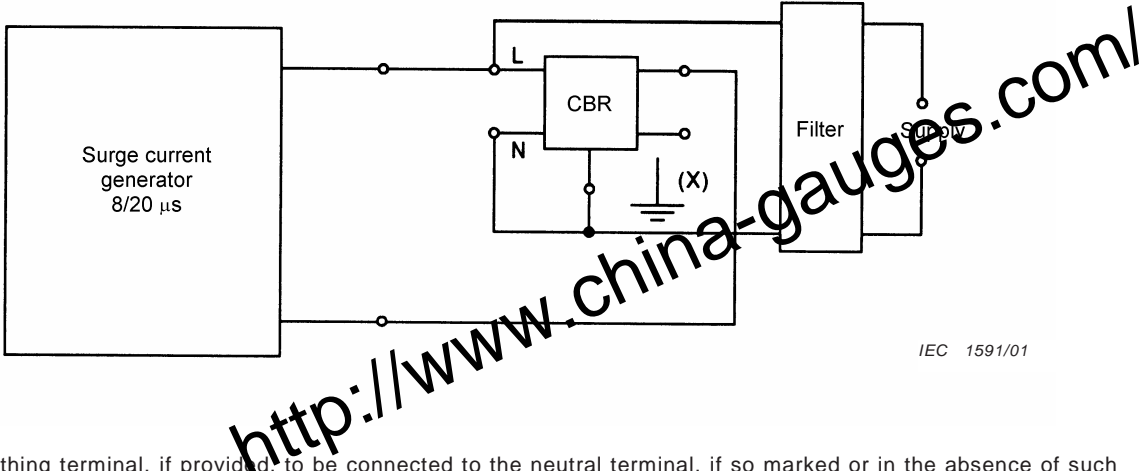 L
CBR
N
(X)
Filter
Supply
Surge current
generator
8/20 μs
http://www.china-gauges.com/
IEC 1591/01
thing terminal, if provided, to be connected to the neutral terminal, if so marked or in the absence of such